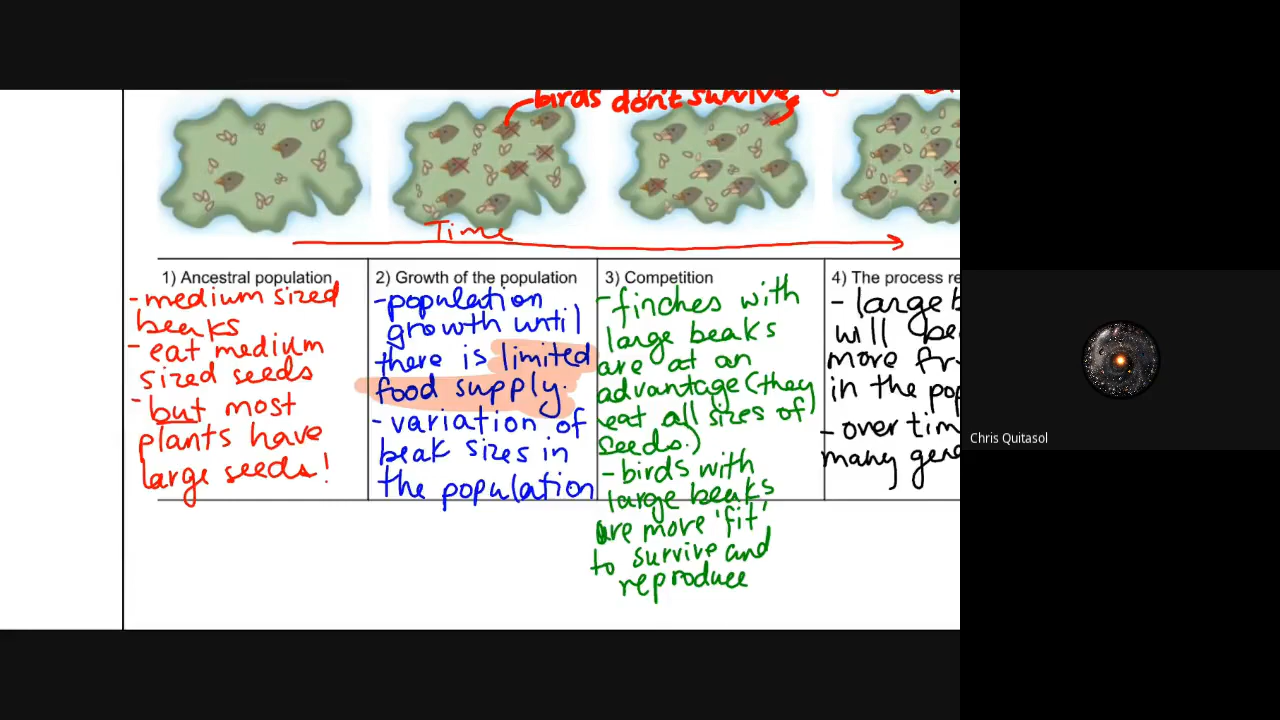 birds don't survive
Time
1) Ancestral population
- medium sized
beaks
- eat medium
sized seeds
- but most
plants have
large seeds!
2) Growth of the population
- population
growth until
there is limited
food supply.
- variation of
beak sizes in
the population
3) Competition
- finches with
large beaks
are at an
advantage (they
eat all sizes of)
seeds.)
- birds with
large beaks
are more 'fit'
to survive and
reproduce
4) The process re
- large b
will be
more fr
in the pop
- over tim
many gene
Chris Quitasol